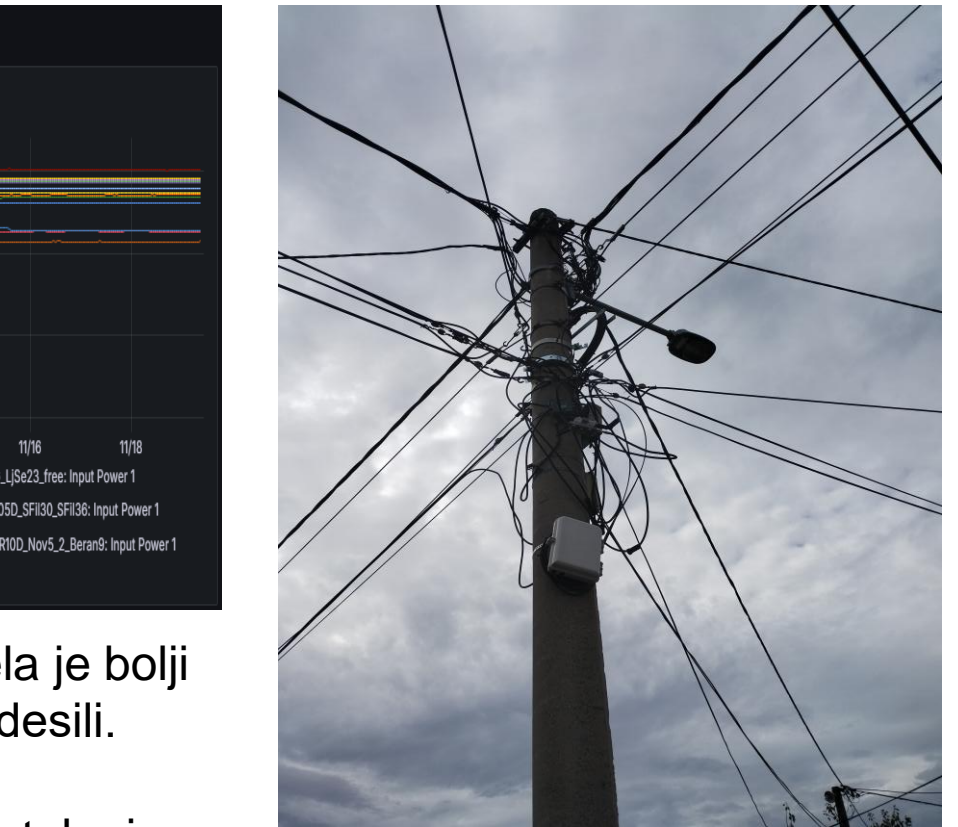 11/16 11/18
_LjSe23_free: Input Power 1
05D_SFil30_SFil36: Input Power 1
R10D_Nov5_2_Beran9: Input Power 1
ela je bolji
desili.